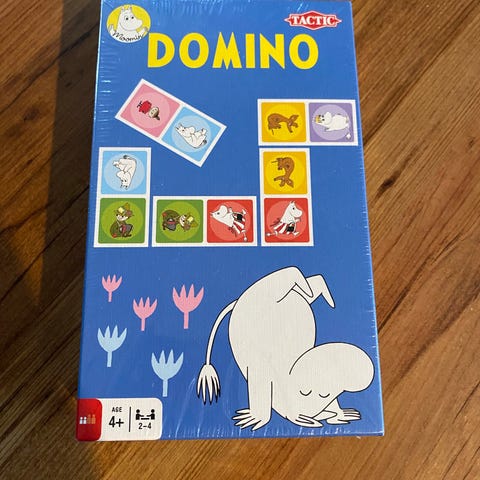 Moomin
TACTIC
DOMINO
AGE
4+
2-4